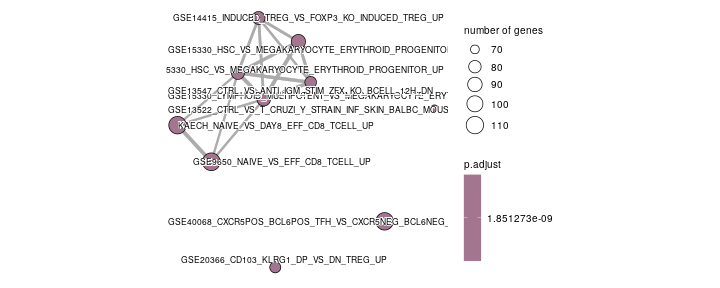 GSE14415_INDUCED_TREG_VS_FOXP3_KO_INDUCED_TREG_UP
GSE15330_HSC_VS_MEGAKARYOCYTE_ERYTHROID_PROGENITO
5330_HSC_VS_MEGAKARYOCYTE_ERYTHROID_PROGENITOR_UP
GSE13547_CTRL_VS_ANTI_IGM_STIM_ZFX_KO_BCELL_12H_DN
GSE15330_LYMPHOID_MULTIPOTENT_VS_MEGAKARYOCYTE_ERY
GSE13522_CTRL_VS_T_CRUZI_Y_STRAIN_INF_SKIN_BALBC_MOUS
KAECH_NAIVE_VS_DAY8_EFF_CD8_TCELL_UP
GSE9650_NAIVE_VS_EFF_CD8_TCELL_UP
GSE40068_CXCR5POS_BCL6POS_TFH_VS_CXCR5NEG_BCL6NEG_
GSE20366_CD103_KLRG1_DP_VS_DN_TREG_UP
number of genes
70
80
90
100
110
p.adjust
1.851273e-09